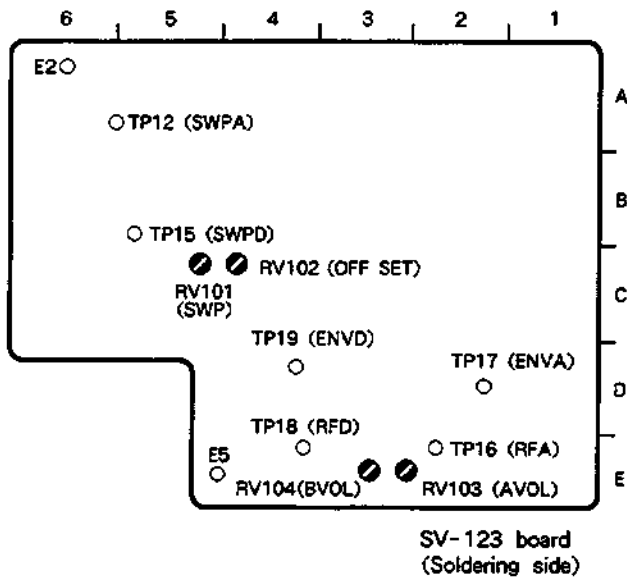 6 5 4 3 2 1
E2
A
TP12 (SWPA)
B
TP15 (SWPD)
RV102 (OFF SET)
RV101
(SWP)
C
TP19 (ENVD)
TP17 (ENVA)
D
TP18 (RFD)
E5
TP16 (RFA)
E
RV104(BVOL)
RV103 (AVOL)
SV-123 board
(Soldering side)